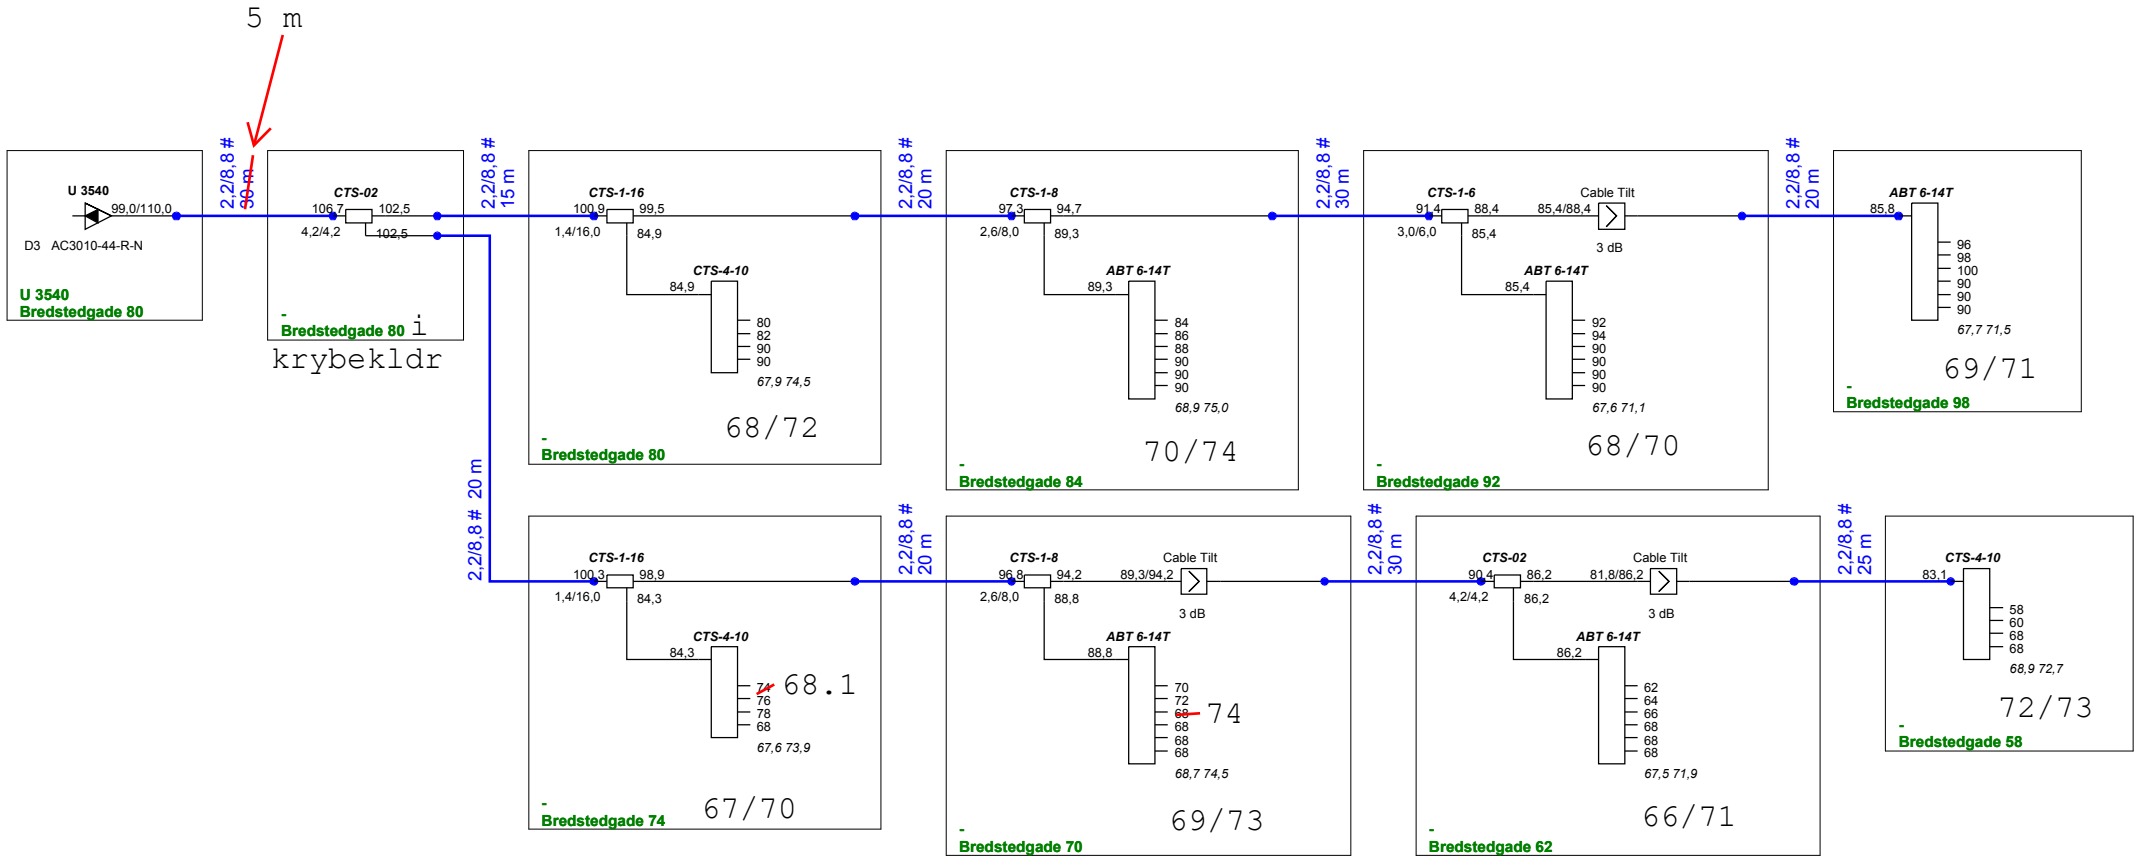 5 m
2,2/8,8 #
30 m
U 3540
99,0/110,0
D3 AC3010-44-R-N
U 3540
Bredstedgade 80
CTS-02
106,7 102,5
4,2/4,2 102,5
-
Bredstedgade 80 i
krybekldr
2,2/8,8 #
15 m
CTS-1-16
100,9 99,5
1,4/16,0 84,9
CTS-4-10
84,9
80
82
90
90
67,9 74,5
68/72
-
Bredstedgade 80
2,2/8,8 #
20 m
CTS-1-8
97,3 94,7
2,6/8,0 89,3
ABT 6-14T
89,3
84
86
88
90
90
90
68,9 75,0
70/74
-
Bredstedgade 84
2,2/8,8 #
30 m
CTS-1-6
91,4 88,4
3,0/6,0 85,4
Cable Tilt
85,4/88,4
3 dB
ABT 6-14T
85,4
92
94
90
90
90
90
67,6 71,1
68/70
-
Bredstedgade 92
2,2/8,8 #
20 m
ABT 6-14T
85,8
96
98
100
90
90
90
67,7 71,5
69/71
-
Bredstedgade 98
2,2/8,8 # 20 m
CTS-1-16
100,3 98,9
1,4/16,0 84,3
CTS-4-10
84,3
74 68.1
76
78
68
67,6 73,9
67/70
-
Bredstedgade 74
2,2/8,8 #
20 m
CTS-1-8
96,8 94,2
2,6/8,0 88,8
Cable Tilt
89,3/94,2
3 dB
ABT 6-14T
88,8
70
72
68 74
68
68
68
68,7 74,5
69/73
-
Bredstedgade 70
2,2/8,8 #
30 m
CTS-02
90,4 86,2
4,2/4,2 86,2
Cable Tilt
81,8/86,2
3 dB
ABT 6-14T
86,2
62
64
66
68
68
68
67,5 71,9
66/71
-
Bredstedgade 62
2,2/8,8 #
25 m
CTS-4-10
83,1
58
60
68
68
68,9 72,7
72/73
-
Bredstedgade 58